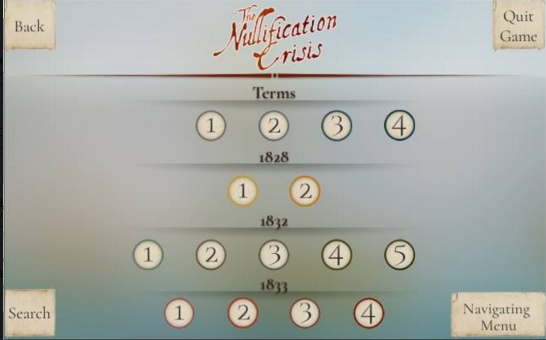 Back
The
Nullification
Crisis
Quit
Game
Terms
1 2 3 4
1828
1 2
1832
1 2 3 4 5
1833
1 2 3 4
Search
Navigating
Menu